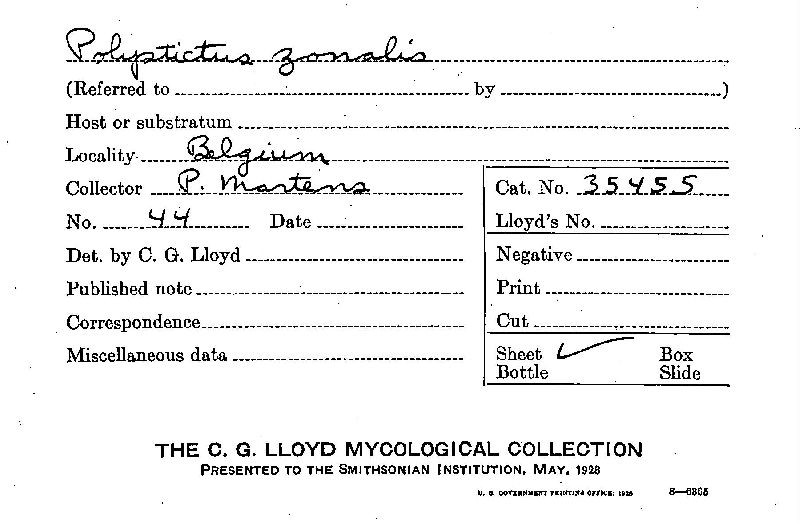 Polystictus zonalis
(Referred to by )
Host or substratum
Locality Belgium
Collector P. Martens
No. 44 Date
Det. by C. G. Lloyd
Published note
Correspondence
Miscellaneous data
Cat. No. 35455
Lloyd's No.
Negative
Print
Cut
Sheet ✓ Box
Bottle Slide
THE C. G. LLOYD MYCOLOGICAL COLLECTION
PRESENTED TO THE SMITHSONIAN INSTITUTION, MAY, 1928
U. S. GOVERNMENT PRINTING OFFICE: 1928 8—6395